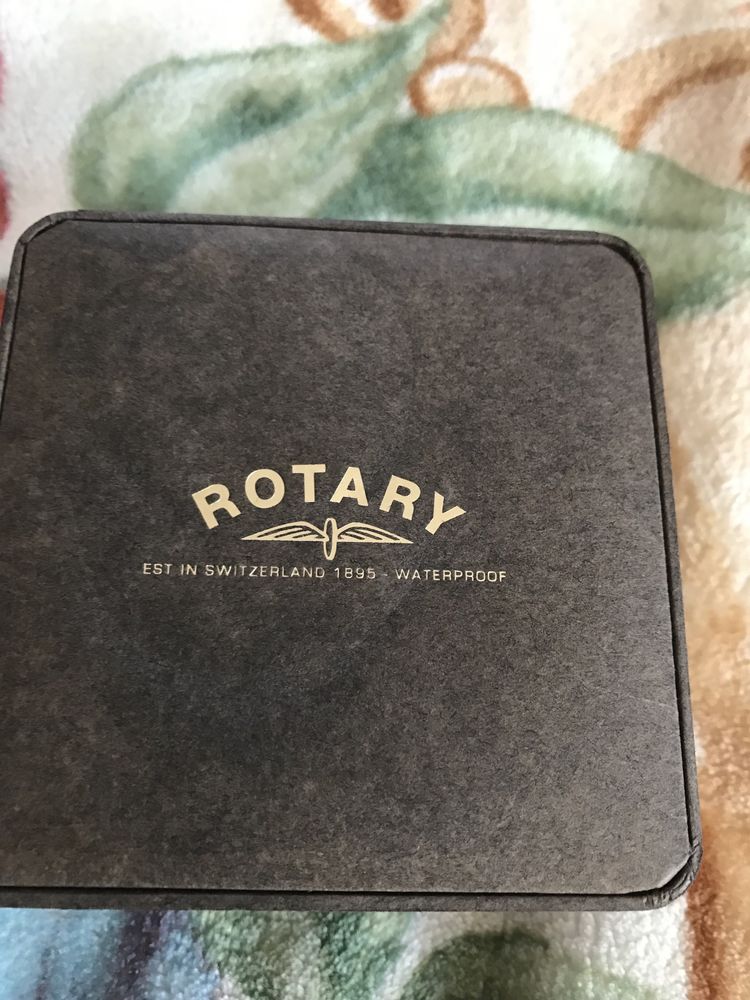 ROTARY
EST IN SWITZERLAND 1895 - WATERPROOF